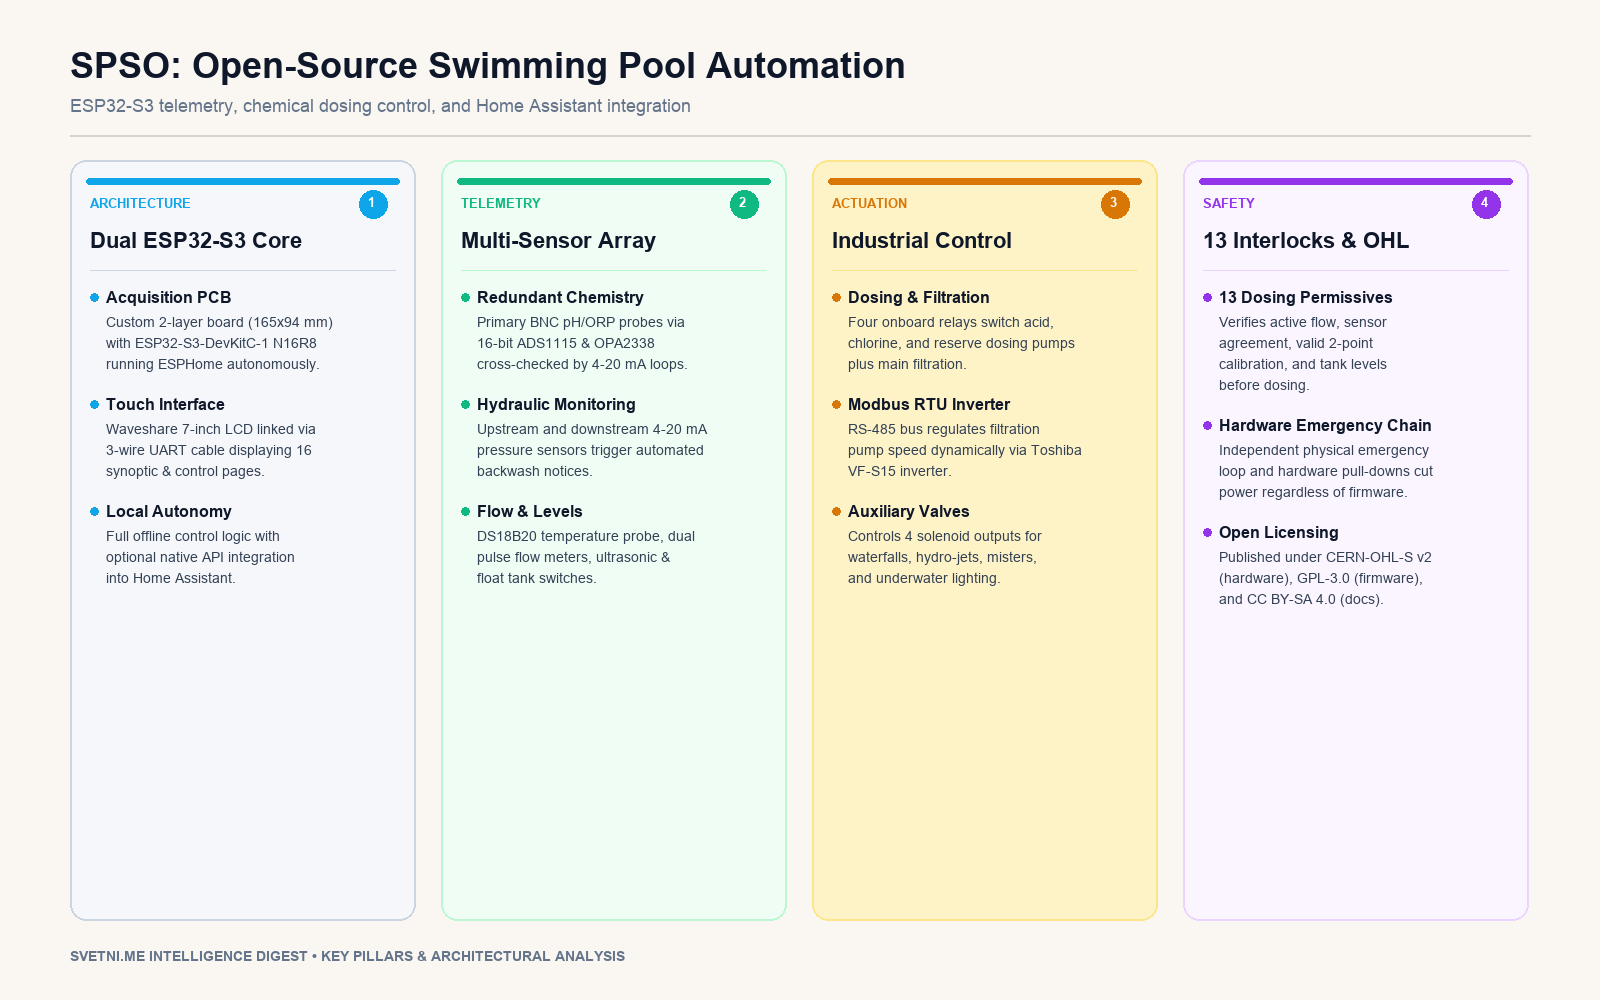 SPSO: Open-Source Swimming Pool Automation
ESP32-S3 telemetry, chemical dosing control, and Home Assistant integration
ARCHITECTURE
1
Dual ESP32-S3 Core
Acquisition PCB
Custom 2-layer board (165x94 mm)
with ESP32-S3-DevKitC-1 N16R8
running ESPHome autonomously.
Touch Interface
Waveshare 7-inch LCD linked via
3-wire UART cable displaying 16
synoptic & control pages.
Local Autonomy
Full offline control logic with
optional native API integration
into Home Assistant.
TELEMETRY
2
Multi-Sensor Array
Redundant Chemistry
Primary BNC pH/ORP probes via
16-bit ADS1115 & OPA2338
cross-checked by 4-20 mA loops.
Hydraulic Monitoring
Upstream and downstream 4-20 mA
pressure sensors trigger automated
backwash notices.
Flow & Levels
DS18B20 temperature probe, dual
pulse flow meters, ultrasonic &
float tank switches.
ACTUATION
3
Industrial Control
Dosing & Filtration
Four onboard relays switch acid,
chlorine, and reserve dosing pumps
plus main filtration.
Modbus RTU Inverter
RS-485 bus regulates filtration
pump speed dynamically via Toshiba
VF-S15 inverter.
Auxiliary Valves
Controls 4 solenoid outputs for
waterfalls, hydro-jets, misters,
and underwater lighting.
SAFETY
4
13 Interlocks & OHL
13 Dosing Permissives
Verifies active flow, sensor
agreement, valid 2-point
calibration, and tank levels
before dosing.
Hardware Emergency Chain
Independent physical emergency
loop and hardware pull-downs cut
power regardless of firmware.
Open Licensing
Published under CERN-OHL-S v2
(hardware), GPL-3.0 (firmware),
and CC BY-SA 4.0 (docs).
SVETNI.ME INTELLIGENCE DIGEST • KEY PILLARS & ARCHITECTURAL ANALYSIS